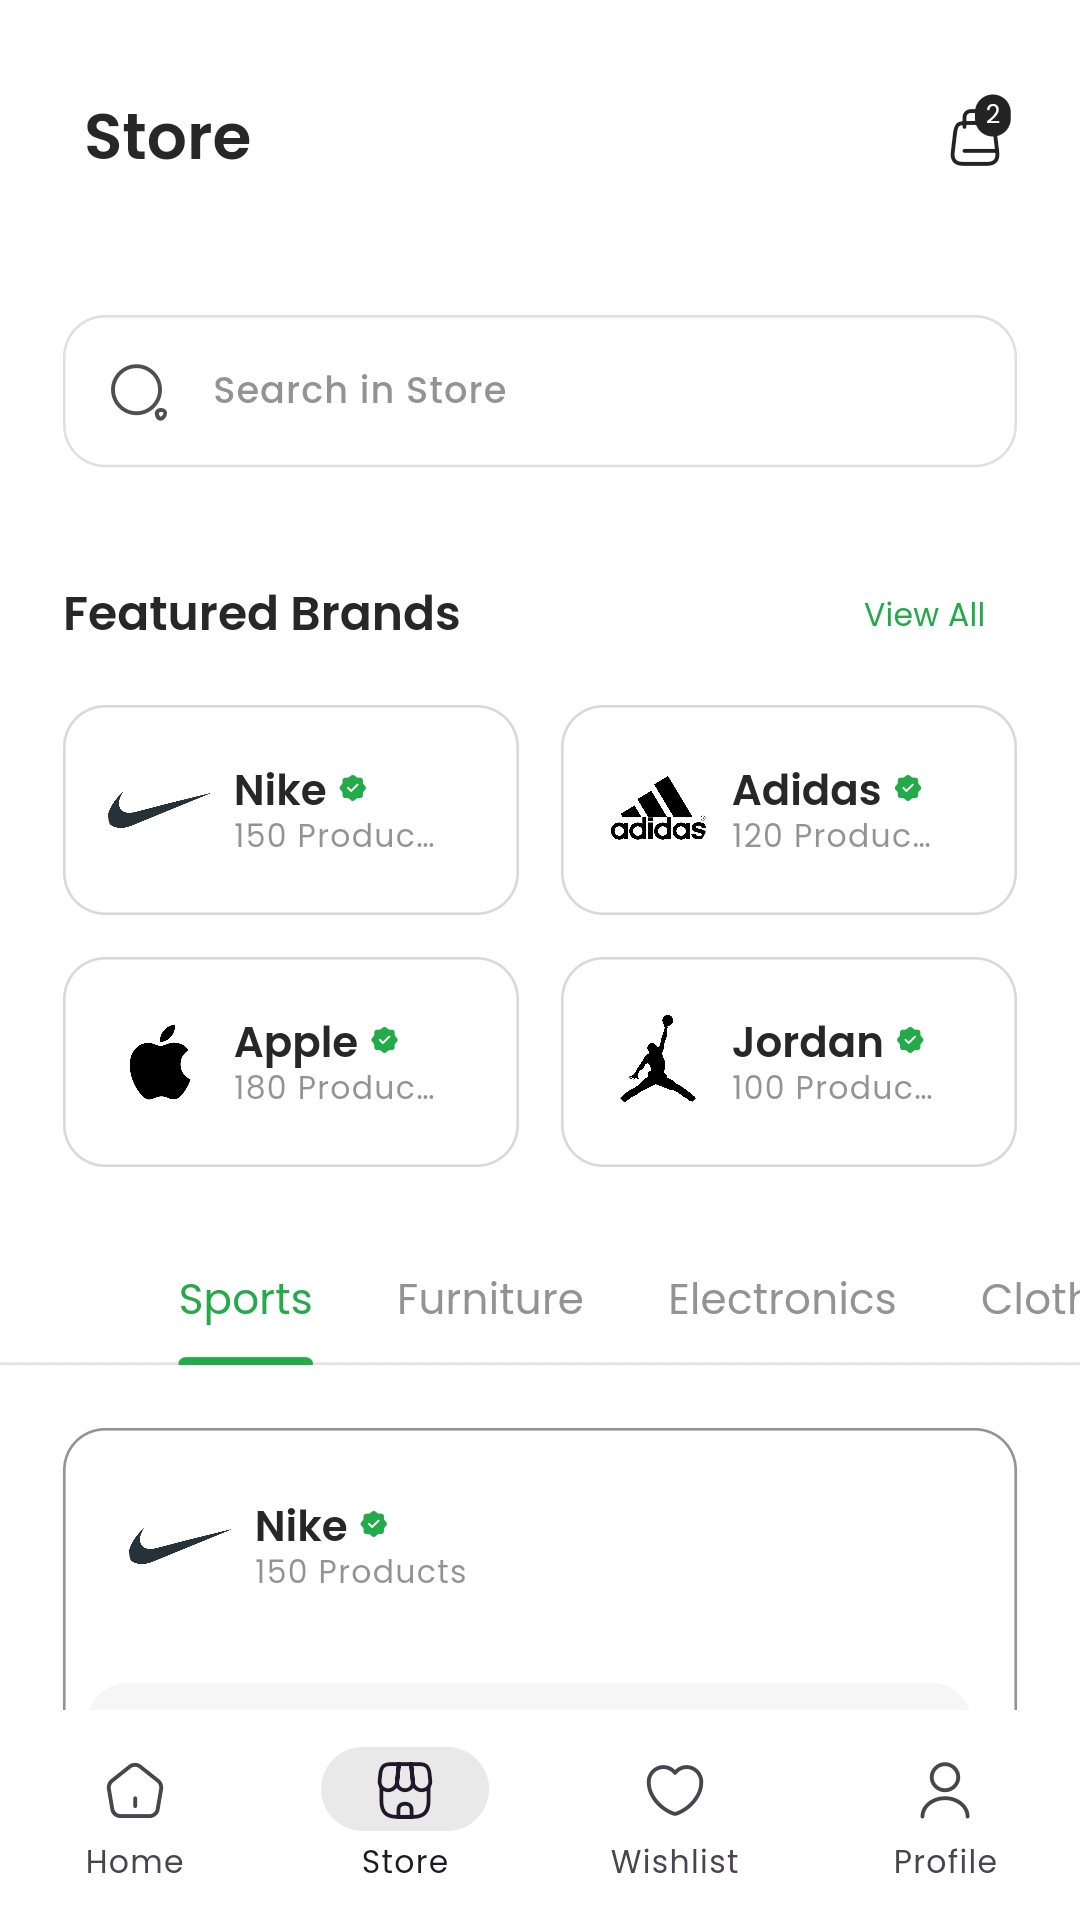 Store
2
Search in Store
Featured Brands
View All
Nike
150 Produc...
adidas
Adidas
120 Produc...
Apple
180 Produc...
Jordan
100 Produc...
Sports Furniture Electronics Cloth
Nike
150 Products
Home Store Wishlist Profile